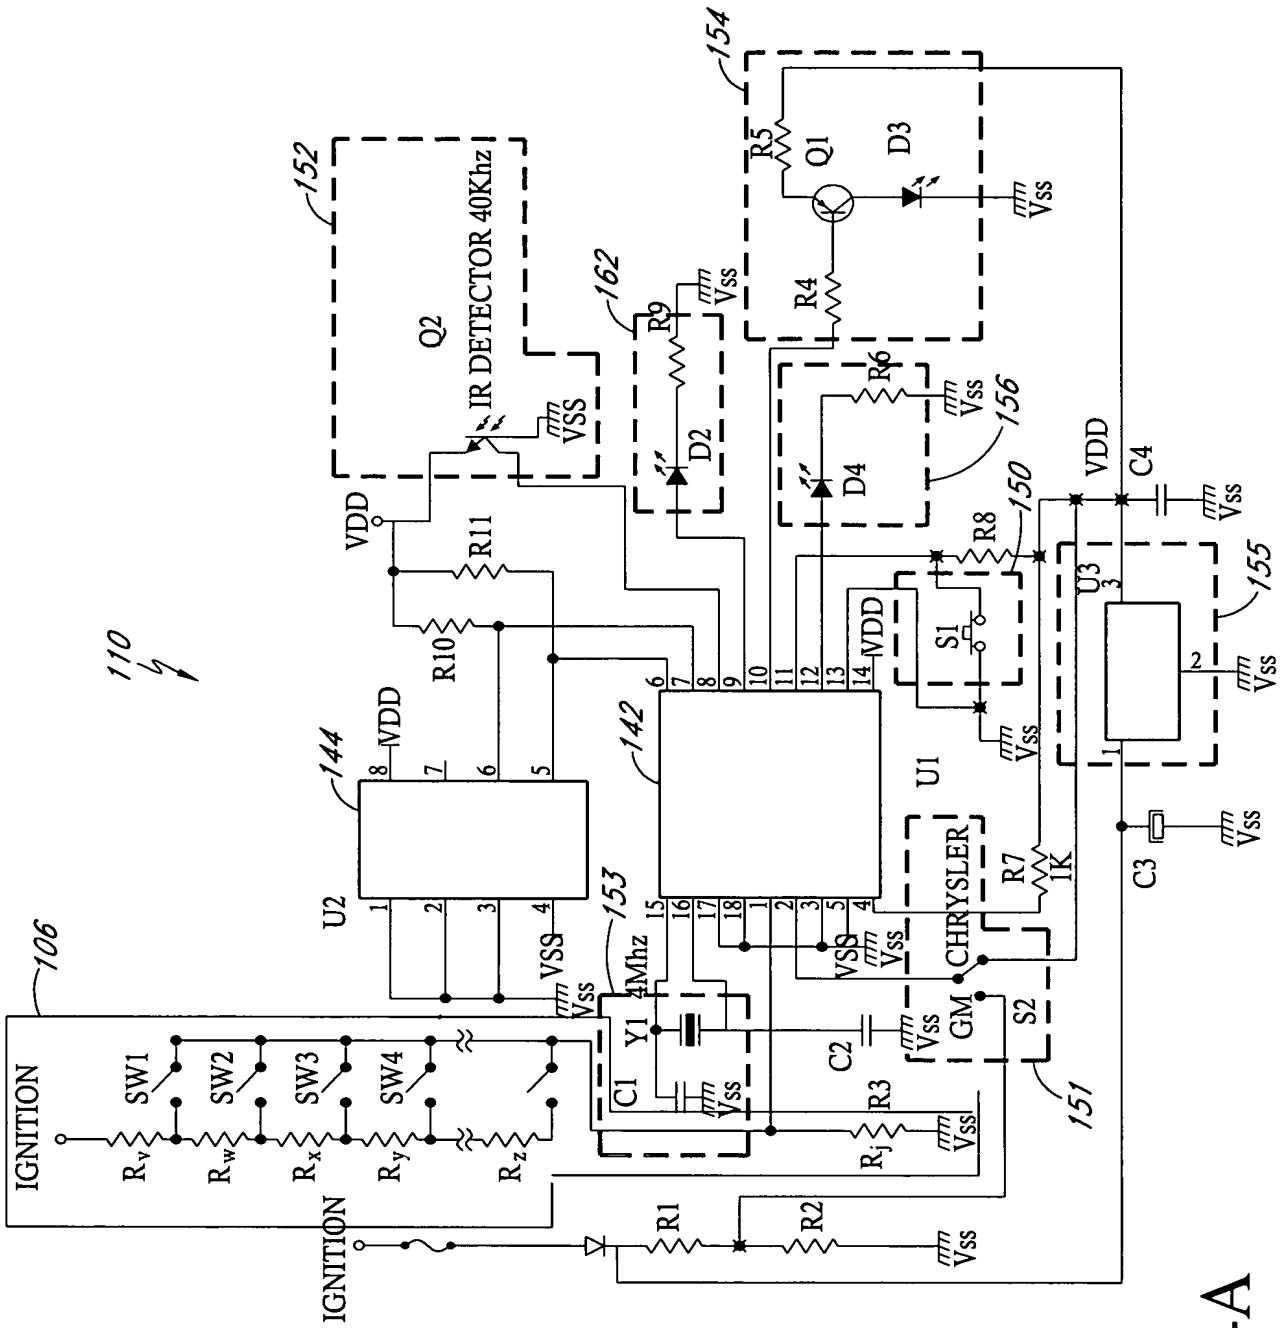 110
106
IGNITION
SW1
SW2
SW3
SW4
Rv
Rw
Rx
Ry
Rz
IGNITION
R1
R2
Vss
Rj
R3
Vss
144
U2
1
2
3
4
8
7
6
5
VDD
VSS
Vss
R10
R11
VDD
152
Q2
IR DETECTOR 40Khz
VSS
153
Y1
4Mhz
C1
Vss
C2
Vss
142
U1
15
16
17
18
1
2
3
5
4
6
7
8
9
10
11
12
13
14
VSS
Vss
VDD
162
D2
R9
Vss
154
R5
Q1
D3
R4
Vss
156
D4
R6
Vss
150
S1
R8
Vss
151
GM
CHRYSLER
S2
R7
1K
155
U3
1
2
3
Vss
VDD
C4
Vss
C3
Vss
-A